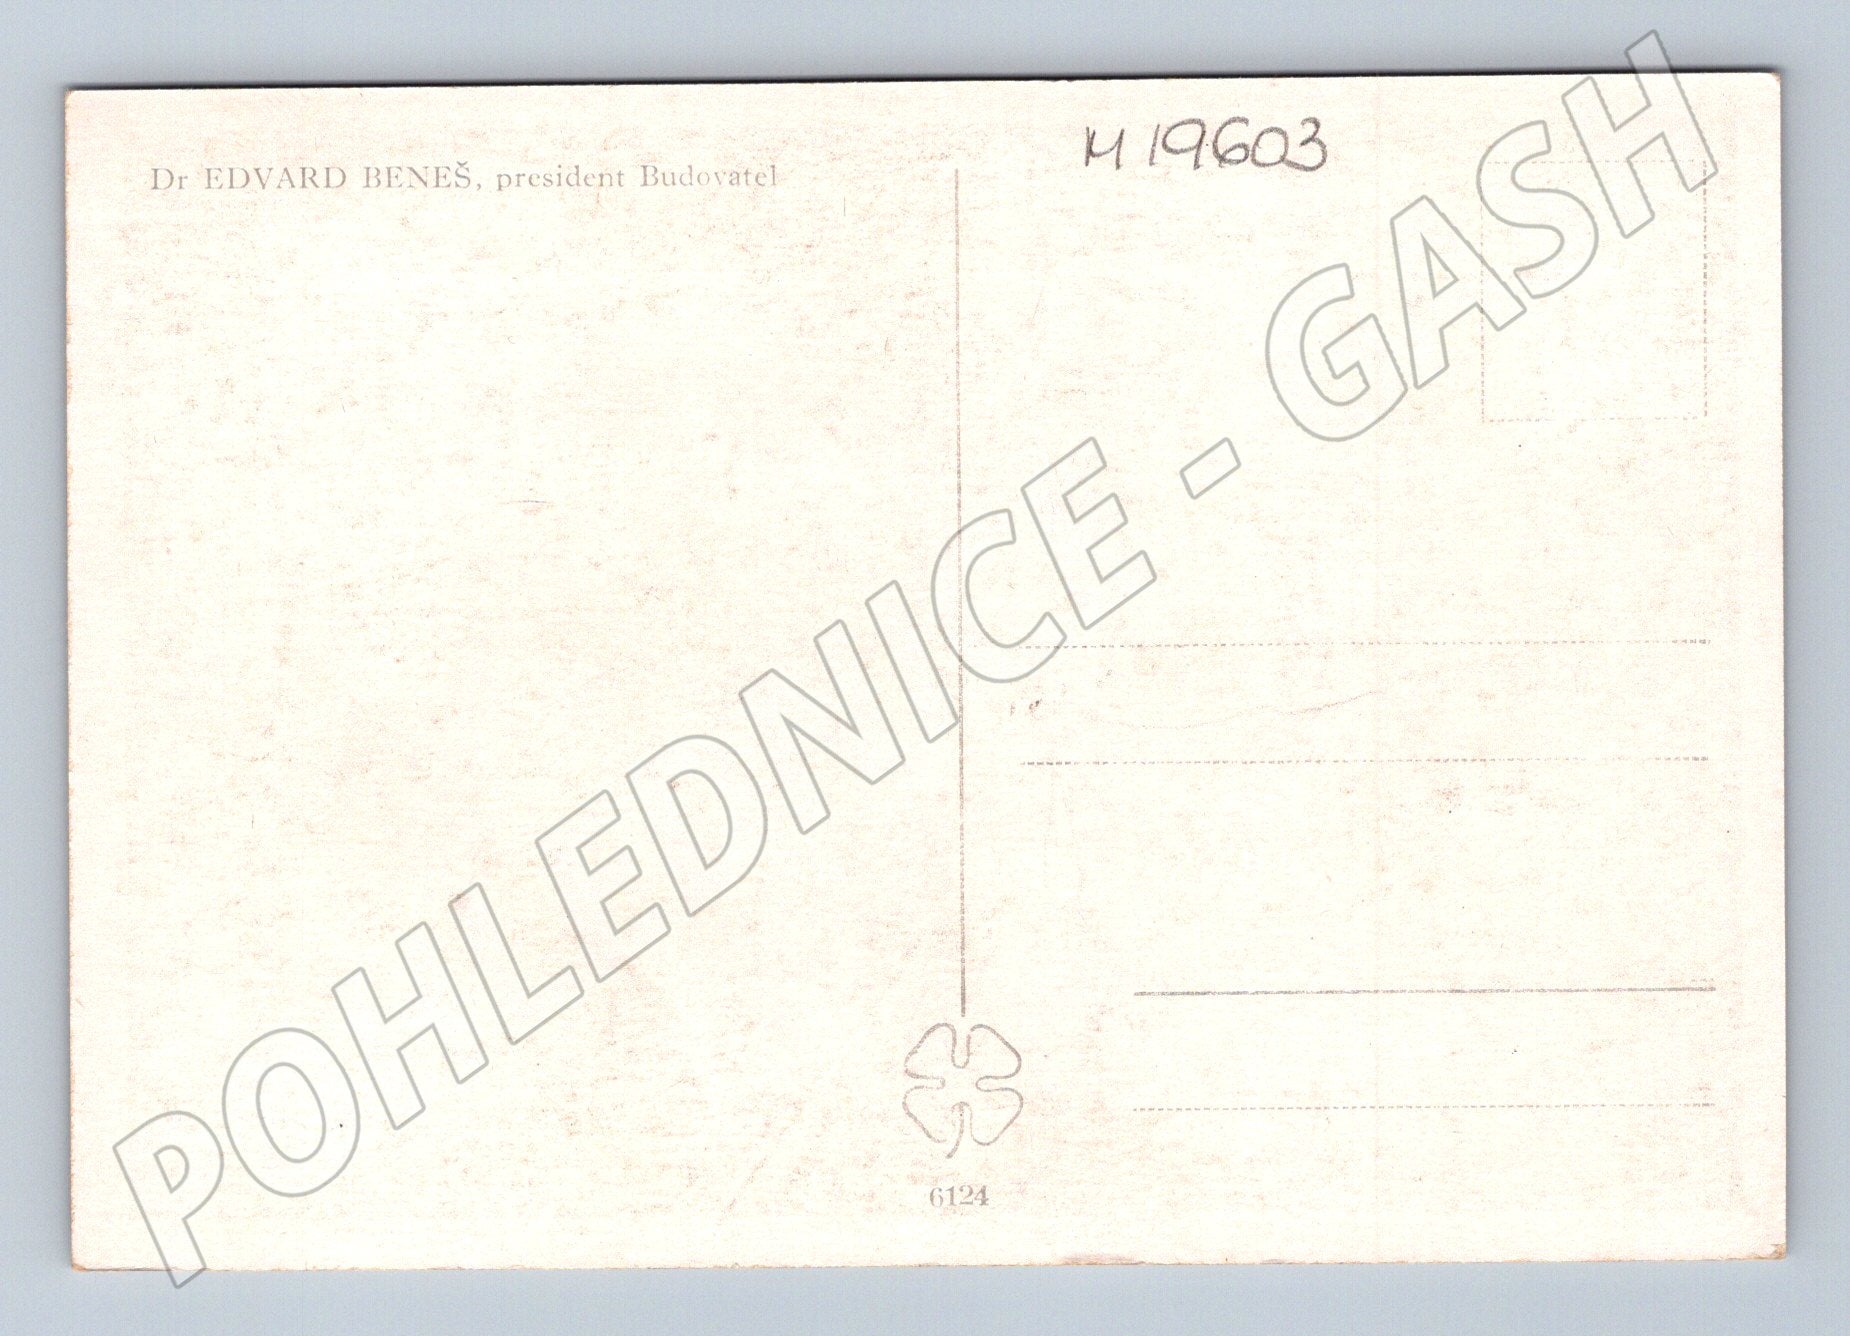 Dr EDVARD BENEŠ, president Budovatel
M 19603
POHLEDNICE - GASH
6124